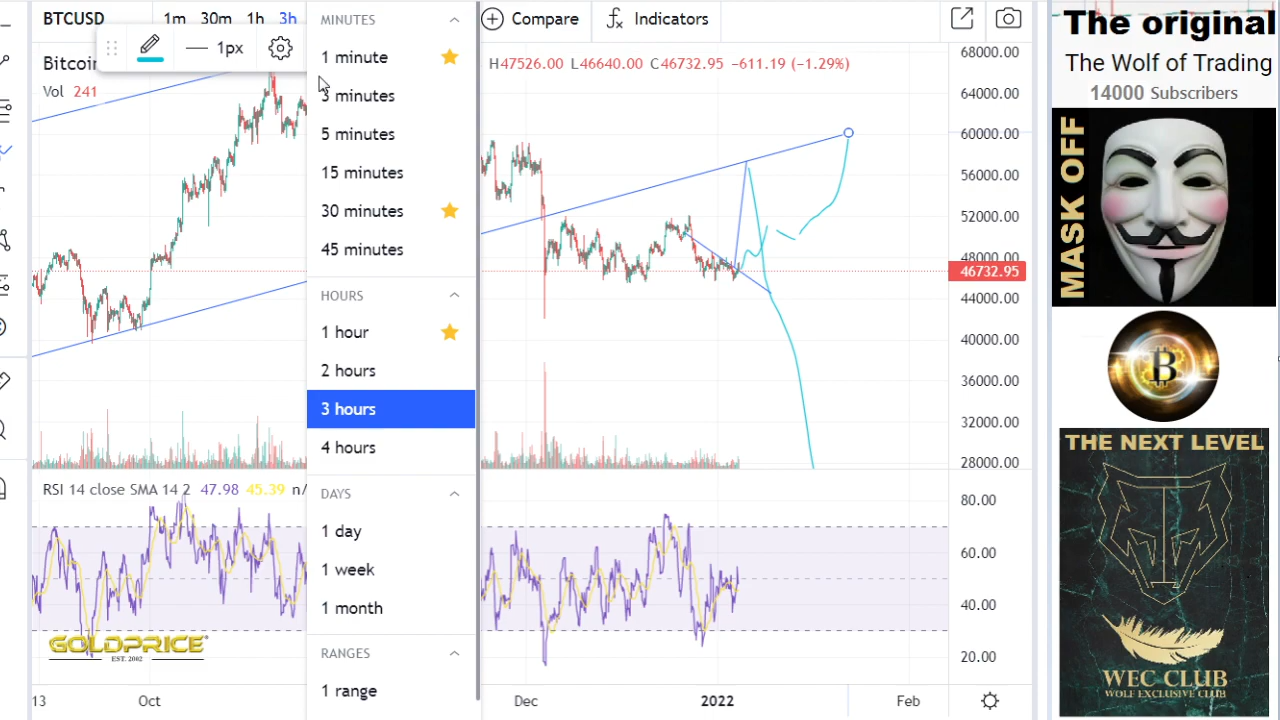 BTCUSD
1m 30m 1h 3h
1px
Bitcoin
Vol 241
MINUTES
1 minute
3 minutes
5 minutes
15 minutes
30 minutes
45 minutes
HOURS
1 hour
2 hours
3 hours
4 hours
DAYS
1 day
1 week
1 month
RANGES
1 range
Compare
Indicators
H47526.00 L46640.00 C46732.95 −611.19 (−1.29%)
68000.00
64000.00
60000.00
56000.00
52000.00
48000.00
46732.95
44000.00
40000.00
36000.00
32000.00
28000.00
RSI 14 close SMA 14 2 47.98 45.39 n/
80.00
60.00
40.00
20.00
GOLDPRICE
EST. 2002
13 Oct Dec 2022 Feb
The original
The Wolf of Trading
14000 Subscribers
MASK OFF
THE NEXT LEVEL
WEC CLUB
WOLF EXCLUSIVE CLUB